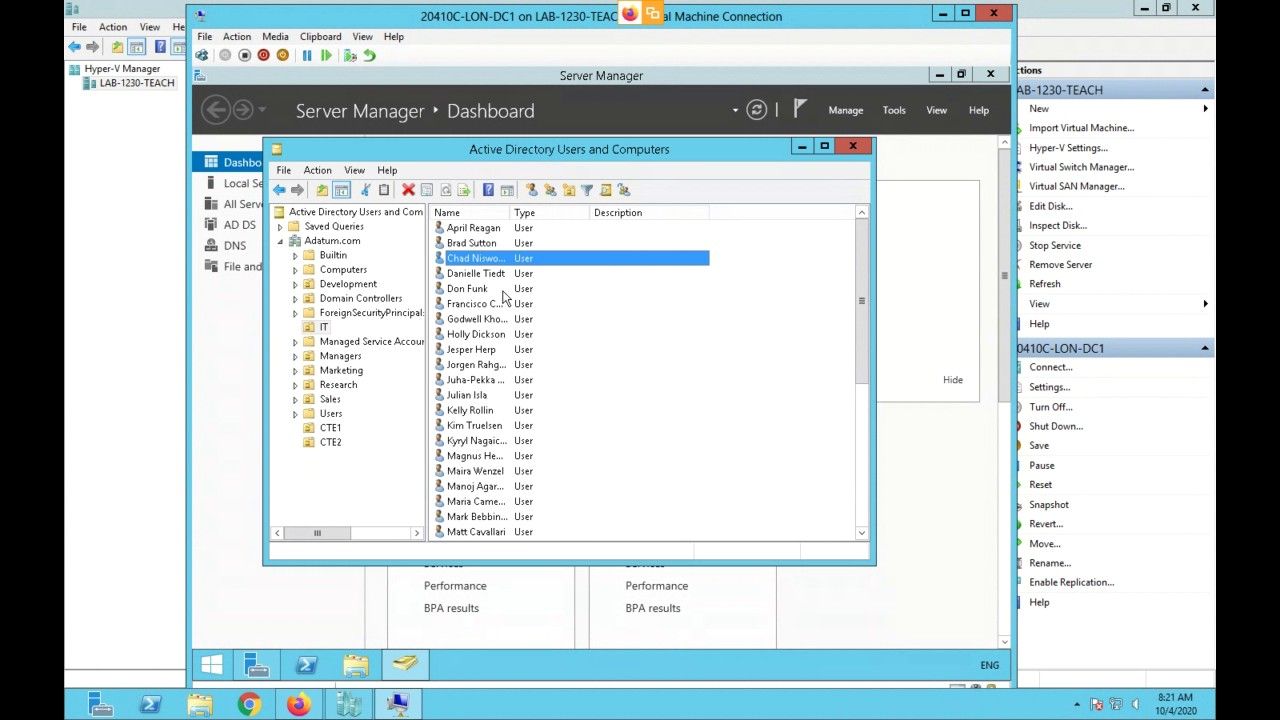 File Action View He
Hyper-V Manager
LAB-1230-TEACH
20410C-LON-DC1 on LAB-1230-TEAC al Machine Connection
File Action Media Clipboard View Help
Server Manager
Server Manager Dashboard
Manage Tools View Help
Dashbo
Local Se
All Serve
AD DS
DNS
File and
Active Directory Users and Computers
File Action View Help
Active Directory Users and Com
Saved Queries
Adatum.com
Builtin
Computers
Development
Domain Controllers
ForeignSecurityPrincipal:
IT
Managed Service Accour
Managers
Marketing
Research
Sales
Users
CTE1
CTE2
Name Type Description
April Reagan User
Brad Sutton User
Chad Niswo... User
Danielle Tiedt User
Don Funk User
Francisco C... User
Godwell Kho... User
Holly Dickson User
Jesper Herp User
Jorgen Rahg... User
Juha-Pekka ... User
Julian Isla User
Kelly Rollin User
Kim Truelsen User
Kyryl Nagaic... User
Magnus He... User
Maira Wenzel User
Manoj Agar... User
Maria Came... User
Mark Bebbin... User
Matt Cavallari User
Hide
Performance
BPA results
Performance
BPA results
ENG
ctions
AB-1230-TEACH
New
Import Virtual Machine...
Hyper-V Settings...
Virtual Switch Manager...
Virtual SAN Manager...
Edit Disk...
Inspect Disk...
Stop Service
Remove Server
Refresh
View
Help
0410C-LON-DC1
Connect...
Settings...
Turn Off...
Shut Down...
Save
Pause
Reset
Snapshot
Revert...
Move...
Rename...
Enable Replication...
Help
8:21 AM
10/4/2020